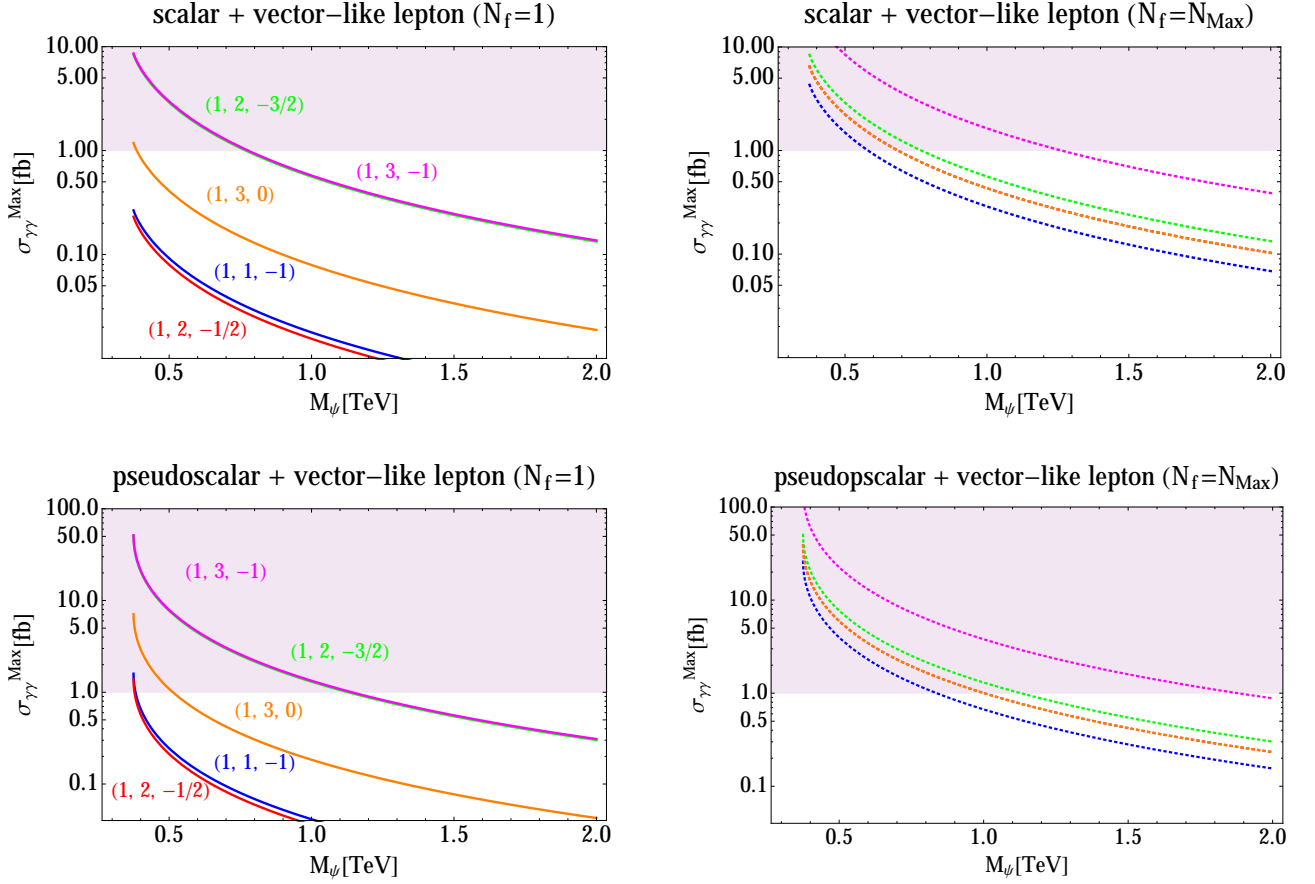 scalar + vector−like lepton (N_f=1)
10.00
5.00
1.00
0.50
0.10
0.05
σ_γγ^Max[fb]
(1, 2, −3/2)
(1, 3, −1)
(1, 3, 0)
(1, 1, −1)
(1, 2, −1/2)
0.5 1.0 1.5 2.0
M_ψ[TeV]
scalar + vector−like lepton (N_f=N_Max)
10.00
5.00
1.00
0.50
0.10
0.05
σ_γγ^Max[fb]
0.5 1.0 1.5 2.0
M_ψ[TeV]
pseudoscalar + vector−like lepton (N_f=1)
100.0
50.0
10.0
5.0
1.0
0.5
0.1
σ_γγ^Max[fb]
(1, 3, −1)
(1, 2, −3/2)
(1, 3, 0)
(1, 1, −1)
(1, 2, −1/2)
0.5 1.0 1.5 2.0
M_ψ[TeV]
pseudopscalar + vector−like lepton (N_f=N_Max)
100.0
50.0
10.0
5.0
1.0
0.5
0.1
σ_γγ^Max[fb]
0.5 1.0 1.5 2.0
M_ψ[TeV]